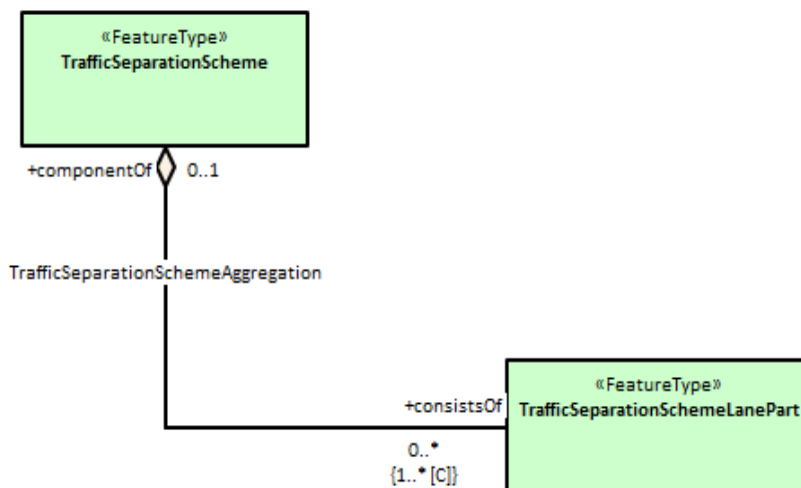 «FeatureType»
TrafficSeparationScheme
+componentOf 0..1
TrafficSeparationSchemeAggregation
«FeatureType»
+consistsOf TrafficSeparationSchemeLanePart
0..*
{1..* [C]}